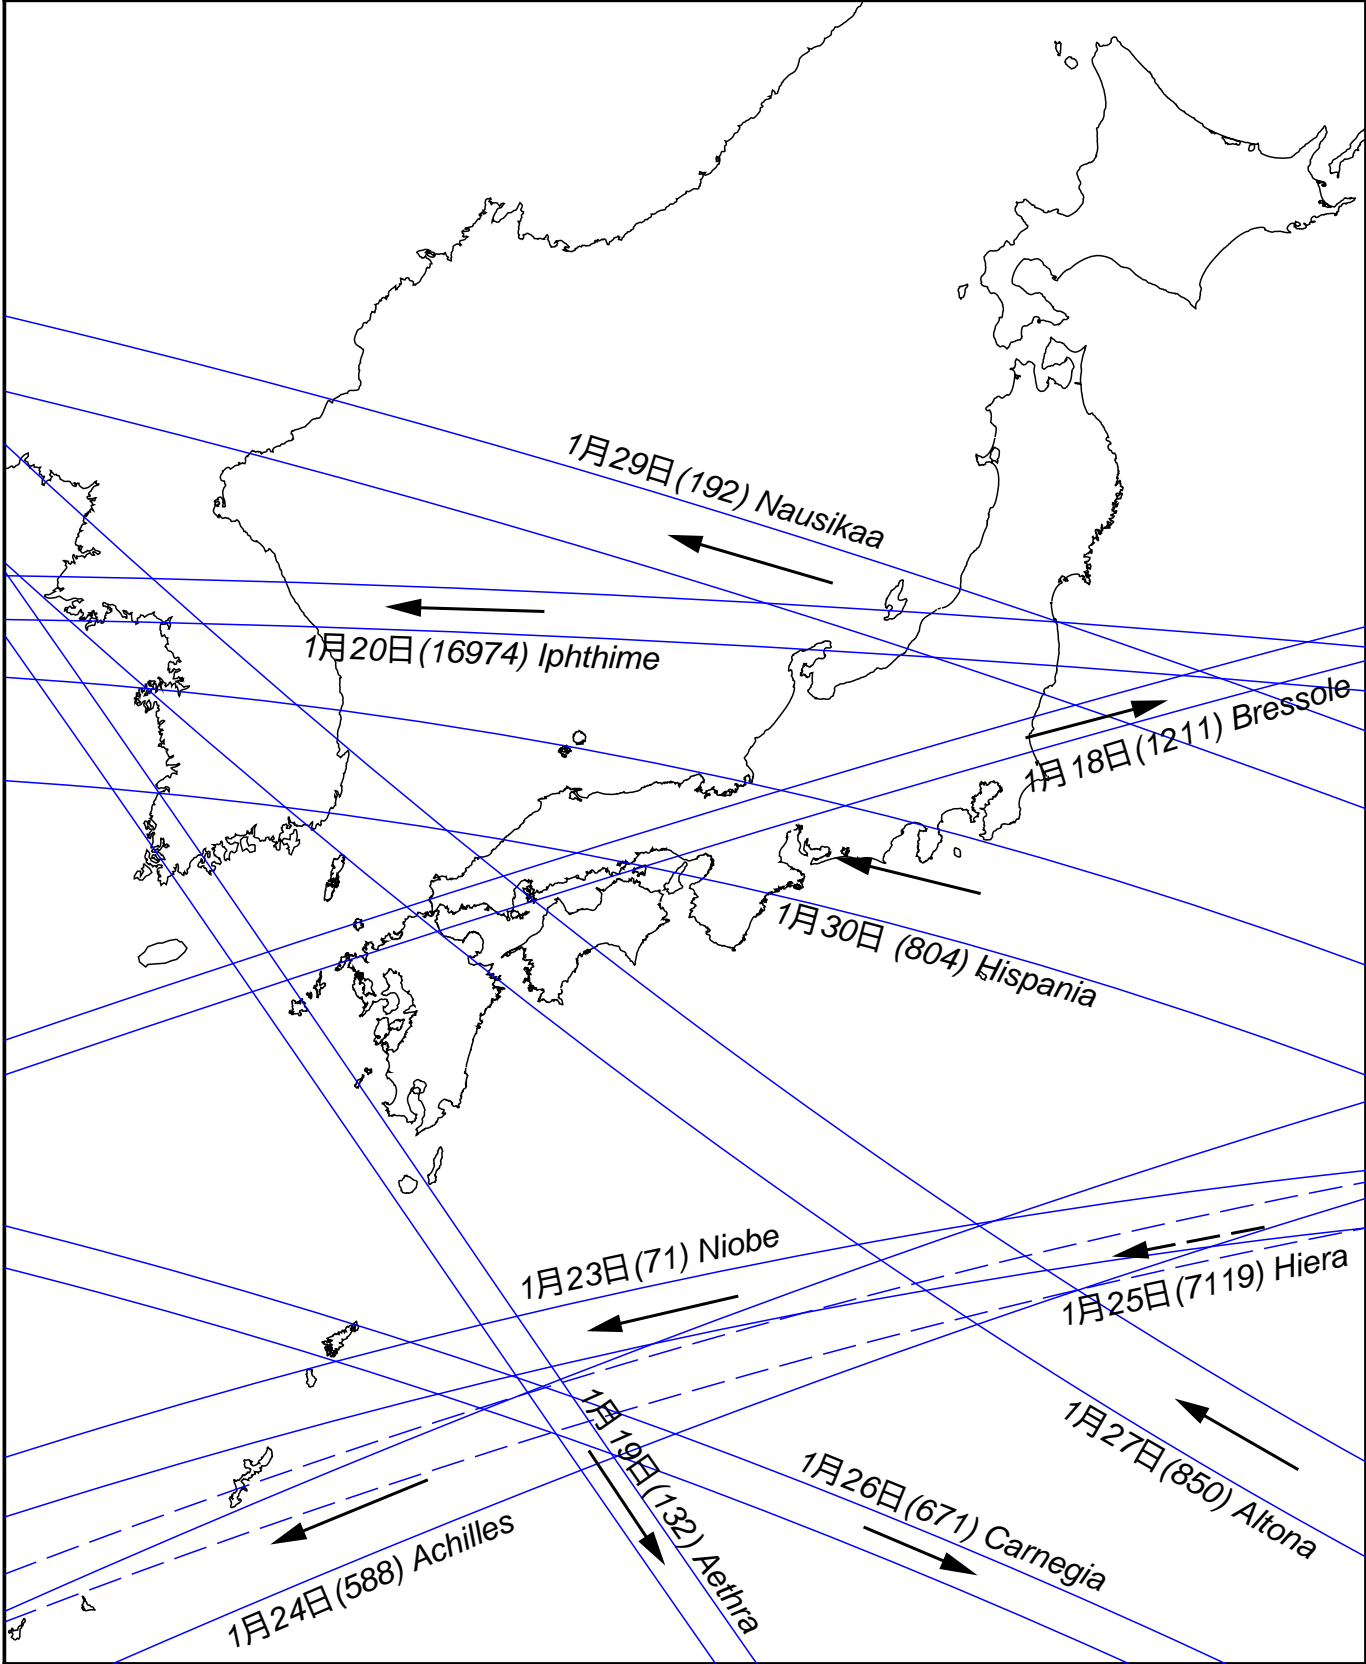 1月29日(192) Nausikaa
1月20日(16974) Iphthime
1月18日(1211) Bressole
1月30日 (804) Hispania
1月23日(71) Niobe
1月25日(7119) Hiera
1月27日(850) Altona
1月19日(132) Aethra
1月26日(671) Carnegia
1月24日(588) Achilles